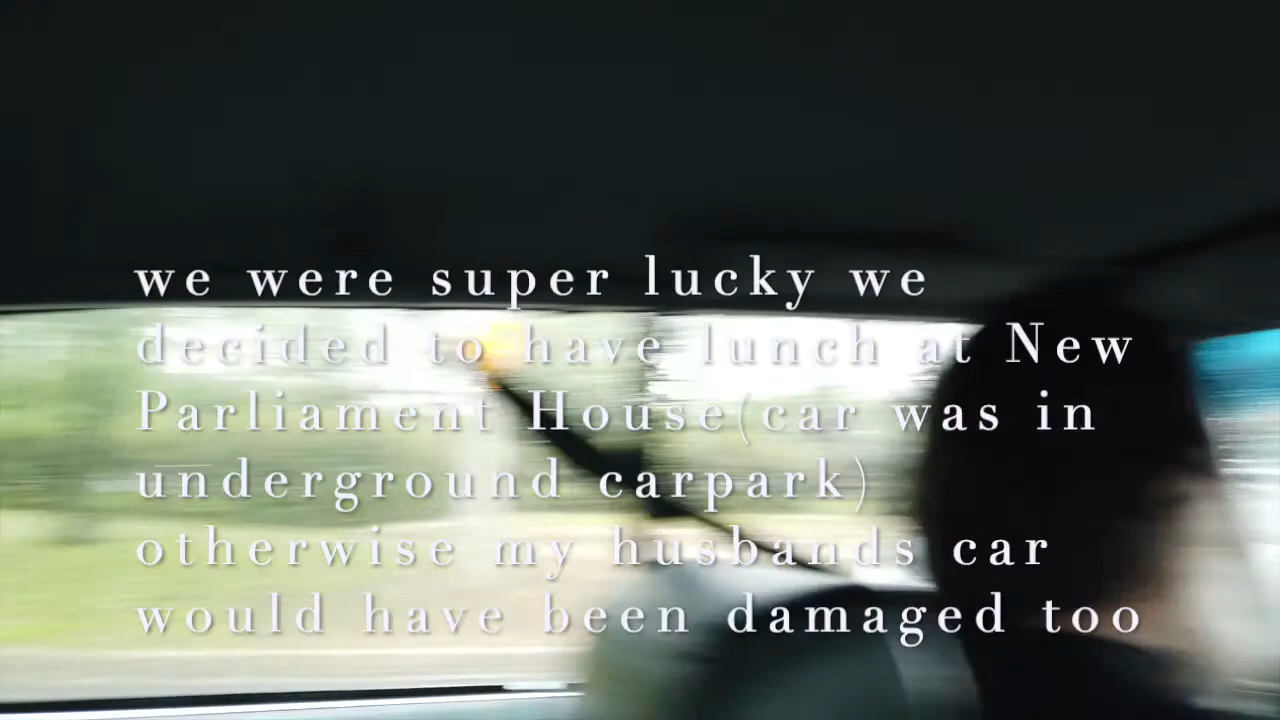 we were super lucky we
decided to have lunch at New
Parliament House(car was in
underground carpark)
otherwise my husbands car
would have been damaged too